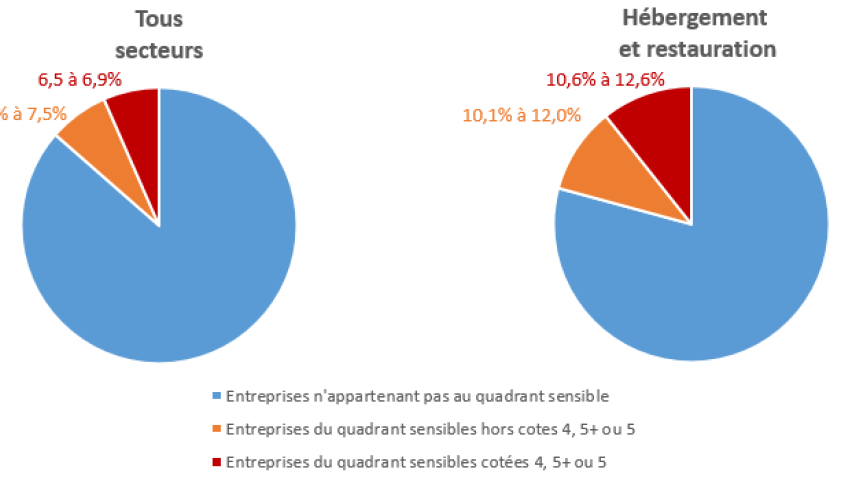 Tous
secteurs
6,5 à 6,9%
% à 7,5%
Hébergement
et restauration
10,6% à 12,6%
10,1% à 12,0%
Entreprises n'appartenant pas au quadrant sensible
Entreprises du quadrant sensibles hors cotes 4, 5+ ou 5
Entreprises du quadrant sensibles cotées 4, 5+ ou 5